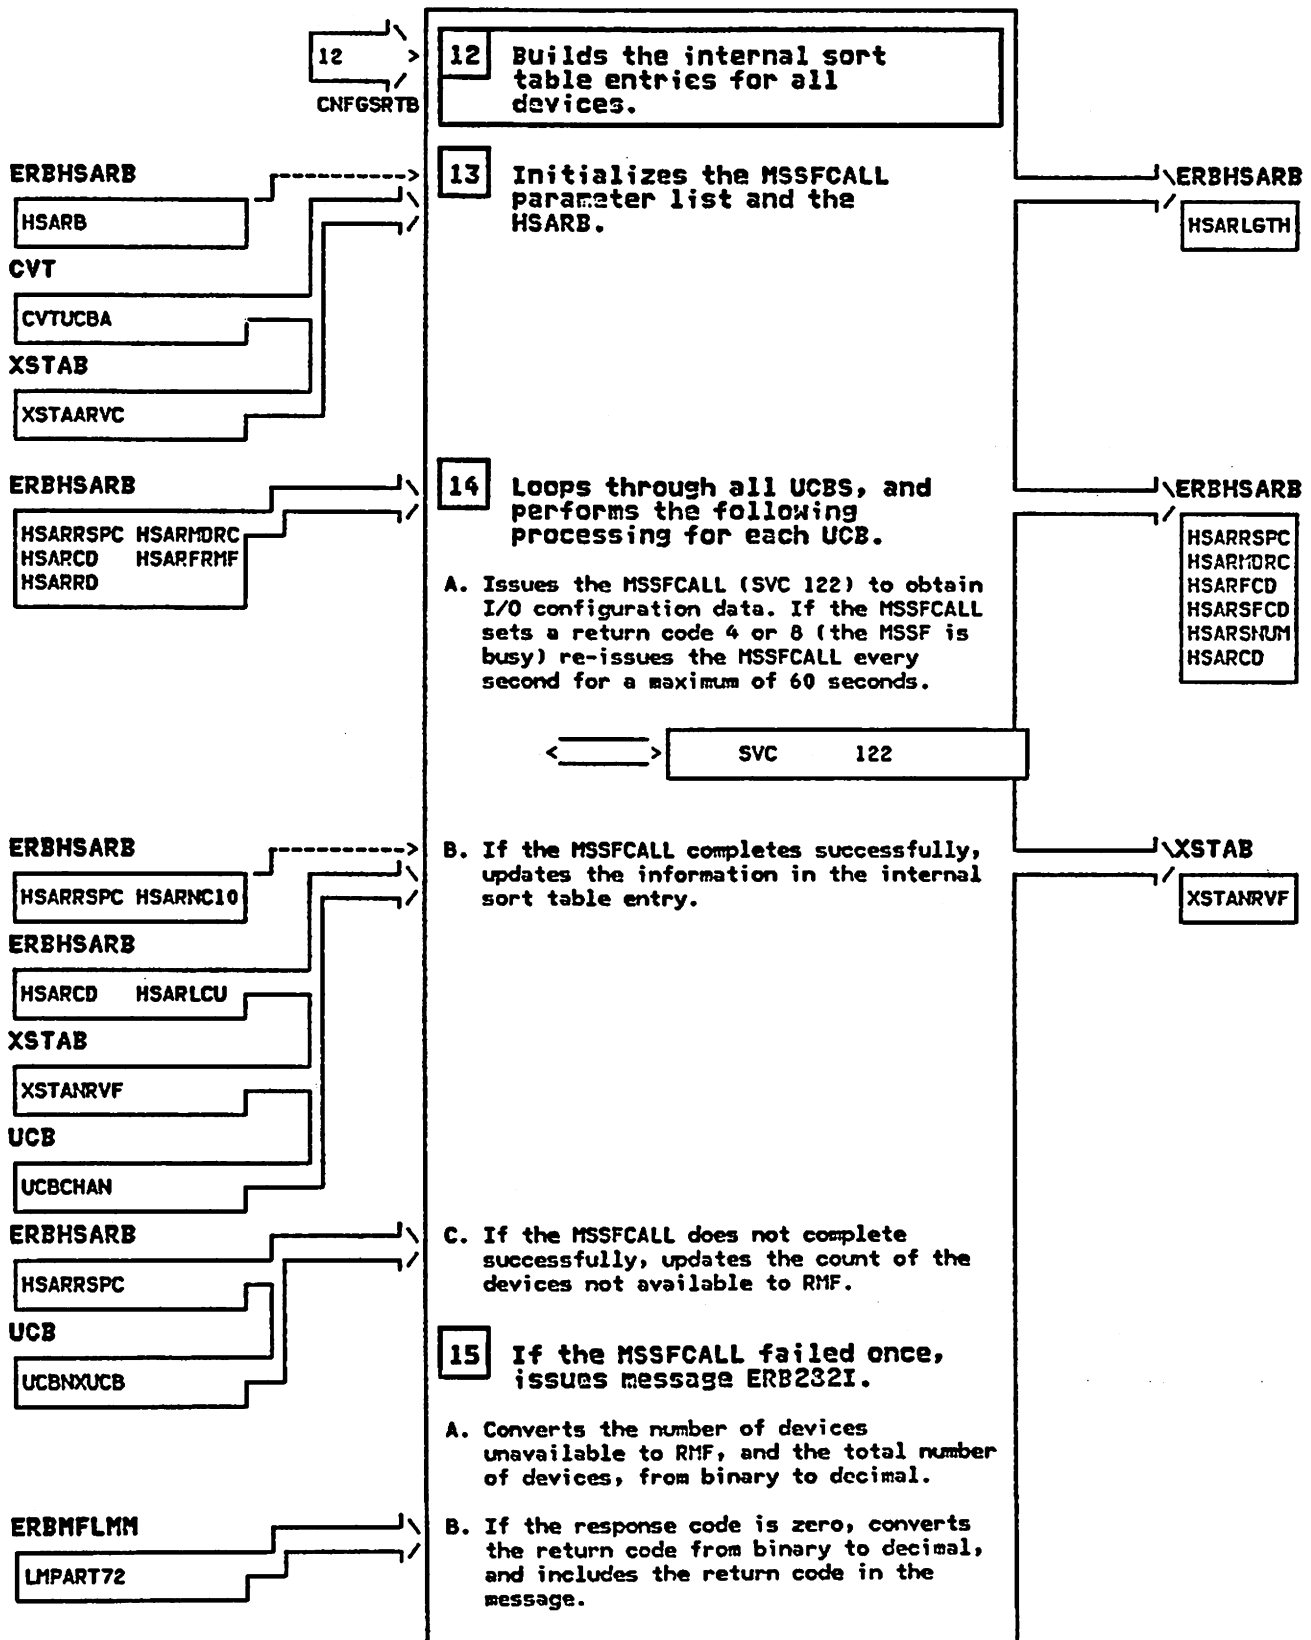 12
CNFGSRTB
12 Builds the internal sort
table entries for all
devices.
ERBHSARB
HSARB
CVT
CVTUCBA
XSTAB
XSTAARVC
13 Initializes the MSSFCALL
parameter list and the
HSARB.
ERBHSARB
HSARLGTH
ERBHSARB
HSARRSPC HSARMDRC
HSARCD HSARFRMF
HSARRD
14 Loops through all UCBS, and
performs the following
processing for each UCB.
A. Issues the MSSFCALL (SVC 122) to obtain
I/O configuration data. If the MSSFCALL
sets a return code 4 or 8 (the MSSF is
busy) re-issues the MSSFCALL every
second for a maximum of 60 seconds.
ERBHSARB
HSARRSPC
HSARMDRC
HSARFCD
HSARSFCD
HSARSNUM
HSARCD
SVC 122
ERBHSARB
HSARRSPC HSARNC10
ERBHSARB
HSARCD HSARLCU
XSTAB
XSTANRVF
UCB
UCBCHAN
B. If the MSSFCALL completes successfully,
updates the information in the internal
sort table entry.
XSTAB
XSTANRVF
ERBHSARB
HSARRSPC
UCB
UCBNXUCB
C. If the MSSFCALL does not complete
successfully, updates the count of the
devices not available to RMF.
15 If the MSSFCALL failed once,
issues message ERB232I.
A. Converts the number of devices
unavailable to RMF, and the total number
of devices, from binary to decimal.
ERBMFLMM
LMPART72
B. If the response code is zero, converts
the return code from binary to decimal,
and includes the return code in the
message.